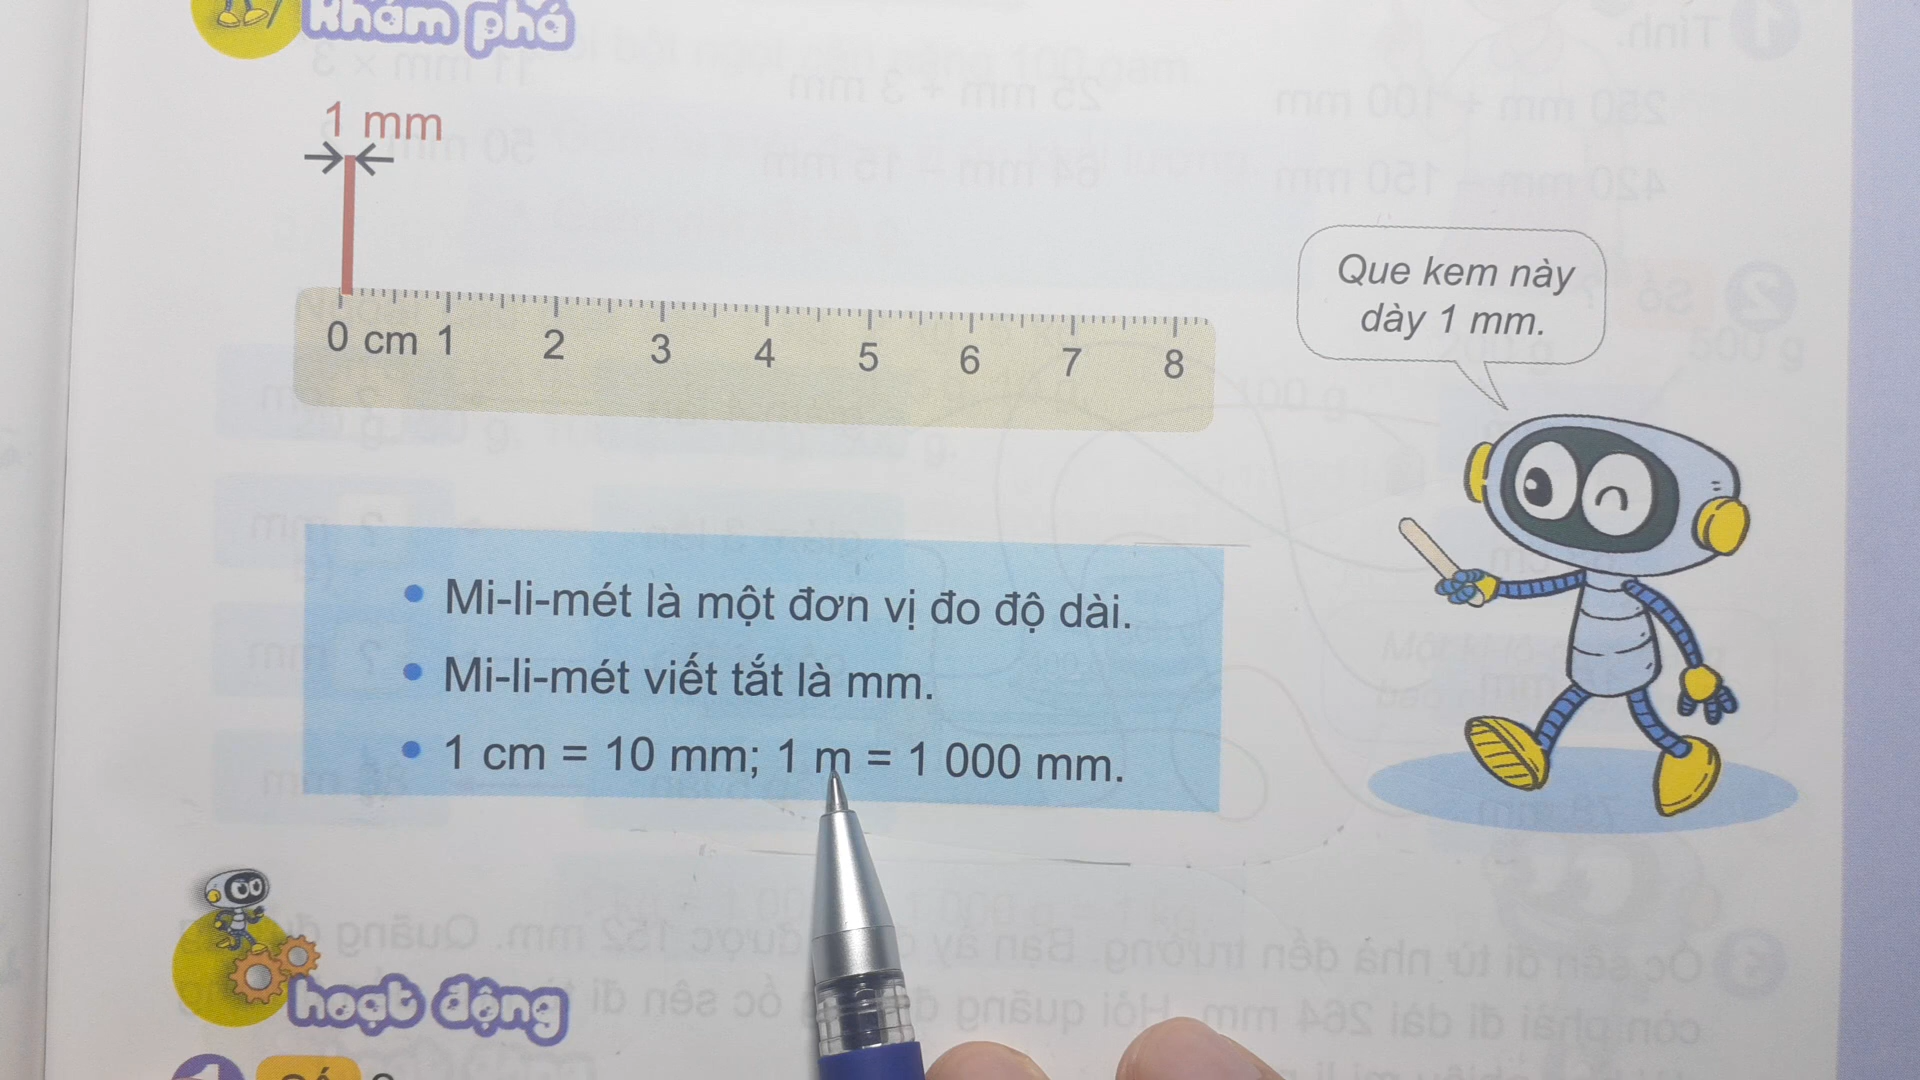 khám phá
1 mm
0 cm 1 2 3 4 5 6 7 8
Que kem này
dày 1 mm.
• Mi-li-mét là một đơn vị đo độ dài.
• Mi-li-mét viết tắt là mm.
• 1 cm = 10 mm; 1 m = 1 000 mm.
hoạt động
1 Số ?